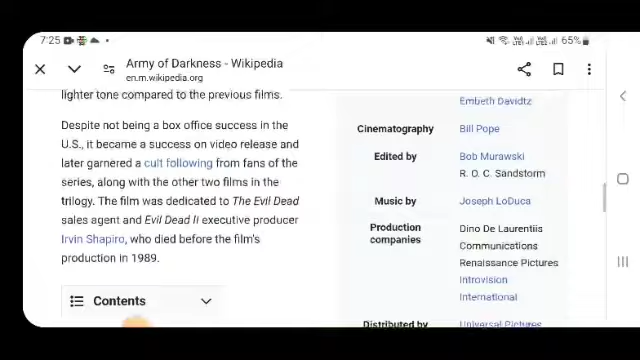 7:25
65%
Army of Darkness - Wikipedia
en.m.wikipedia.org
lighter tone compared to the previous films.
Despite not being a box office success in the
U.S., it became a success on video release and
later garnered a cult following from fans of the
series, along with the other two films in the
trilogy. The film was dedicated to The Evil Dead
sales agent and Evil Dead II executive producer
Irvin Shapiro, who died before the film's
production in 1989.
Contents
Embeth Davidtz
Cinematography Bill Pope
Edited by Bob Murawski
R. O. C. Sandstorm
Music by Joseph LoDuca
Production Dino De Laurentiis
companies Communications
Renaissance Pictures
Introvision
International
Distributed by Universal Pictures